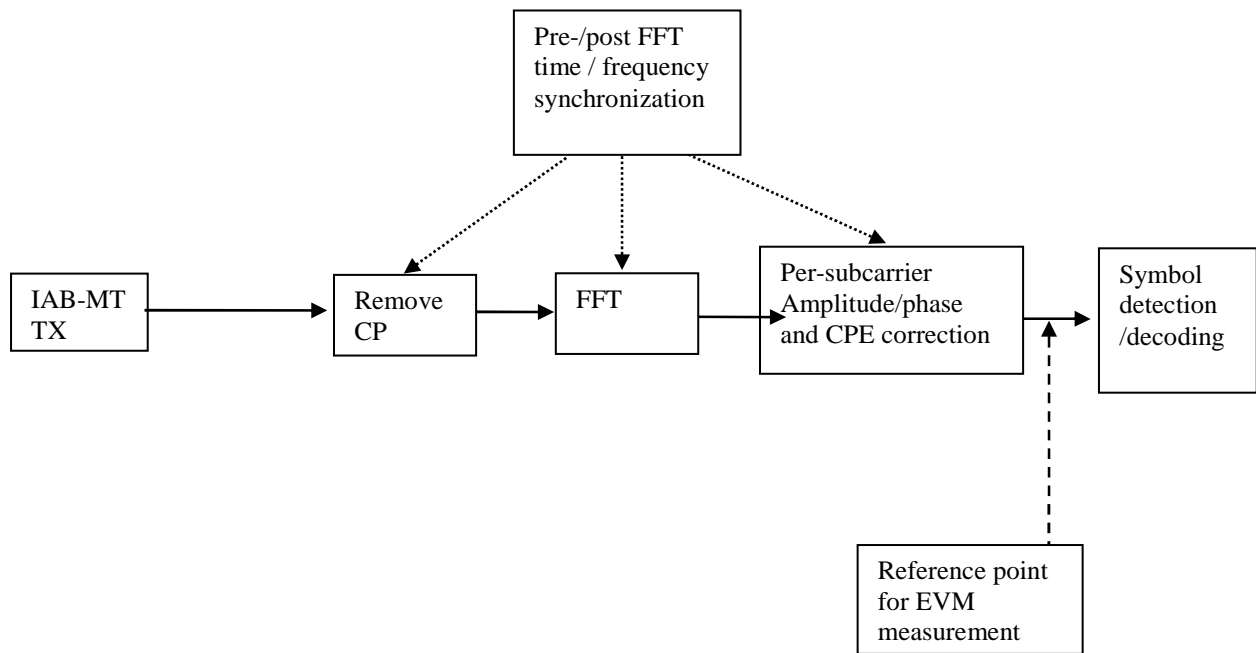 Pre-/post FFT
time / frequency
synchronization
IAB-MT
TX
Remove
CP
FFT
Per-subcarrier
Amplitude/phase
and CPE correction
Symbol
detection
/decoding
Reference point
for EVM
measurement